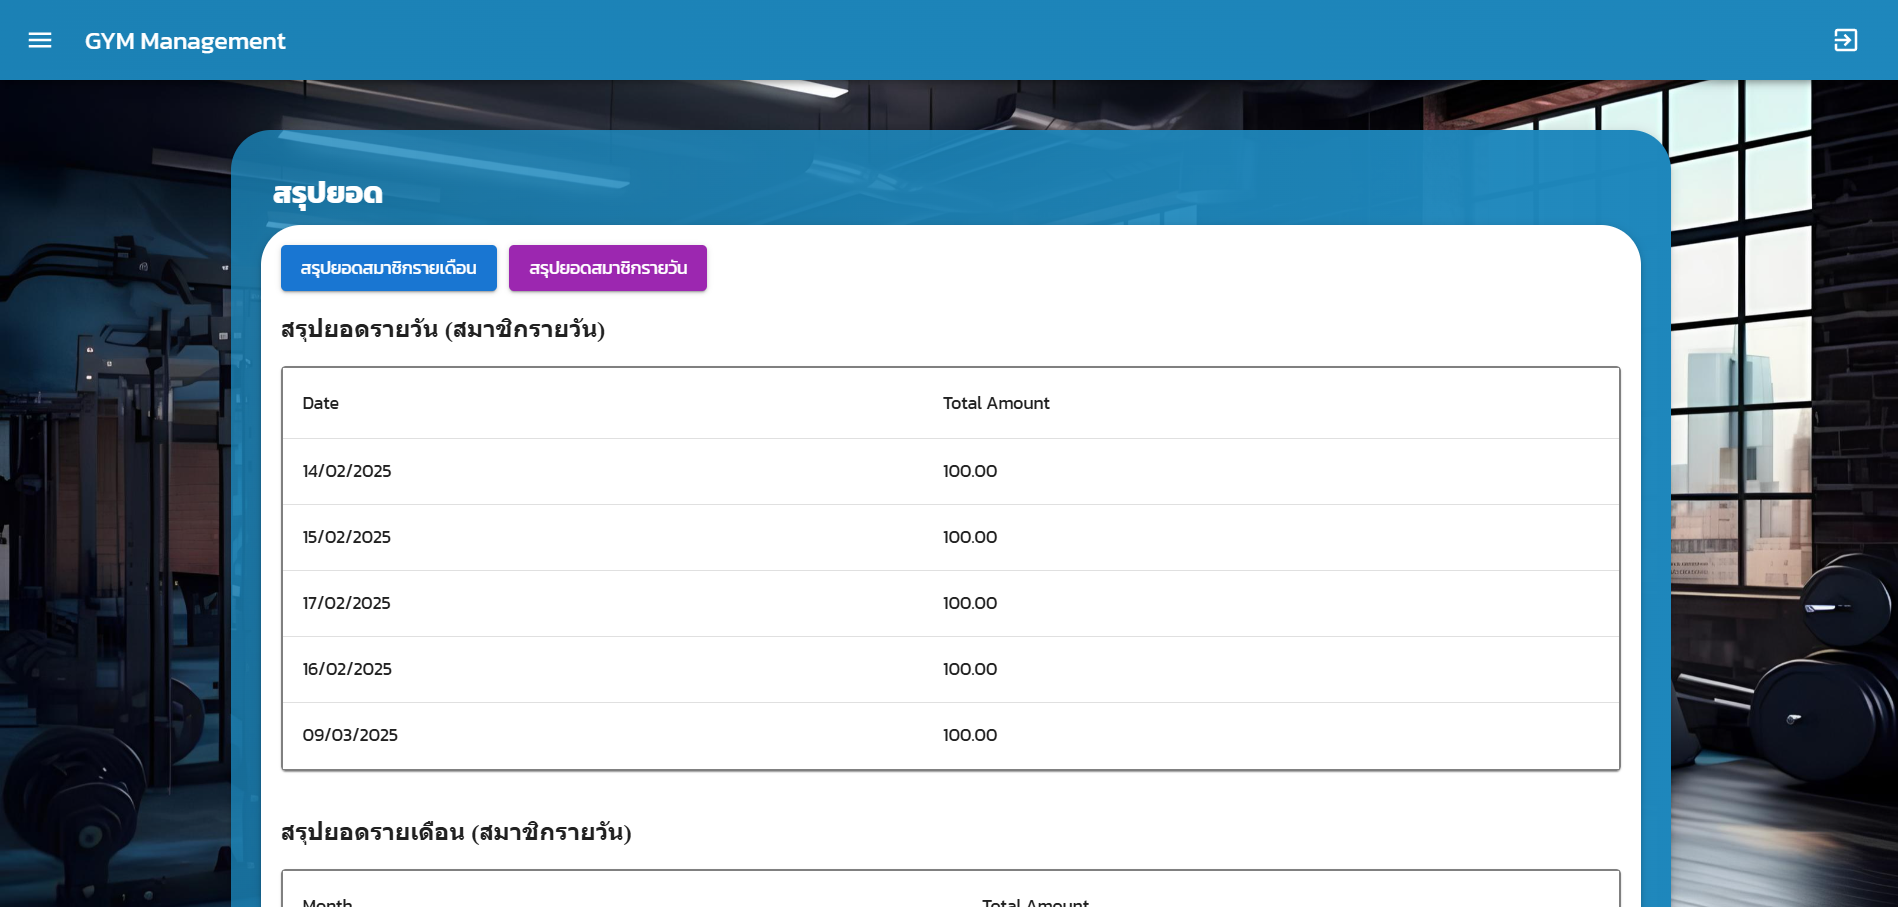 GYM Management
สรุปยอด
สรุปยอดสมาชิกรายเดือน สรุปยอดสมาชิกรายวัน
สรุปยอดรายวัน (สมาชิกรายวัน)
Date Total Amount
14/02/2025 100.00
15/02/2025 100.00
17/02/2025 100.00
16/02/2025 100.00
09/03/2025 100.00
สรุปยอดรายเดือน (สมาชิกรายวัน)
Month Total Amount